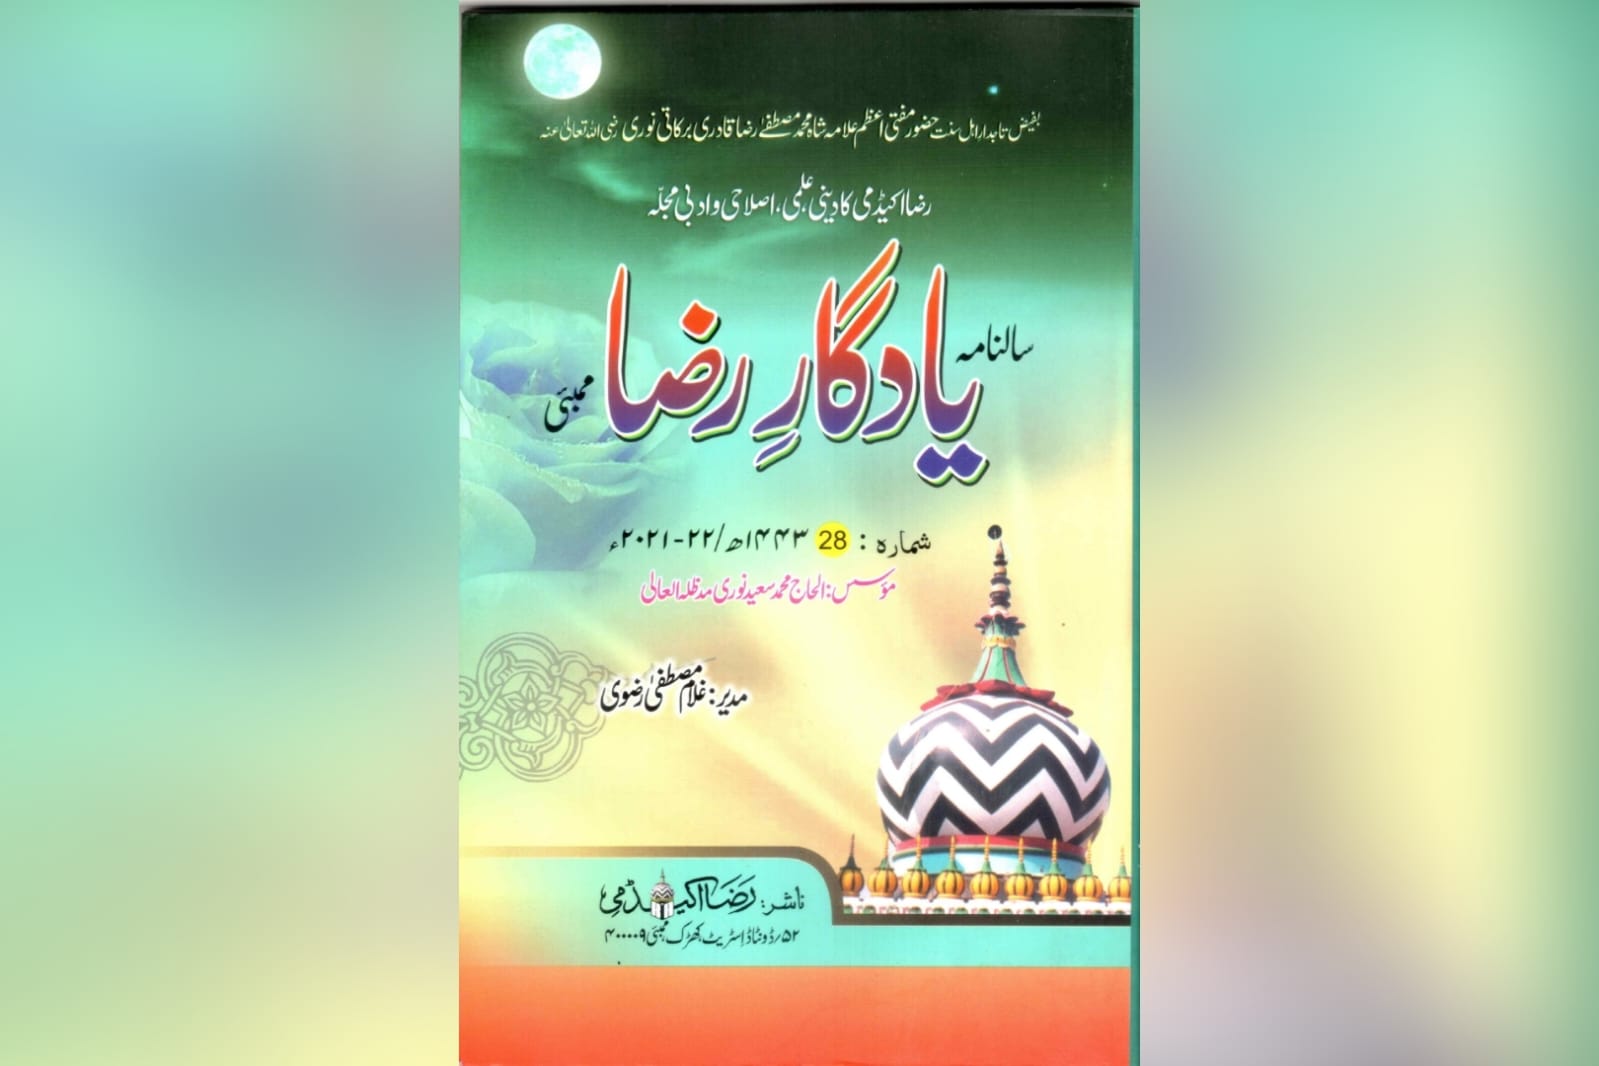 بفیض تاجدار اہل سنت حضور مفتی اعظم علامہ شاہ محمد مصطفےٰ رضا قادری برکاتی نوری رضی اللہ تعالیٰ عنہ
رضا اکیڈمی کا دینی، علمی، اصلاحی و ادبی مجلّہ
سالنامہ یادگارِ رضا ممبئی
شمارہ : 28 ۱۴۴۳ھ/۲۲-۲۰۲۱ء
مؤسس: الحاج محمد سعید نوری مدظلہ العالی
مدیر: غلام مصطفیٰ رضوی
ناشر: رَضَا اکیڈمی
۵۲؍ڈونٹاڈ اسٹریٹ، کھڑک، ممبئی ۴۰۰۰۰۹